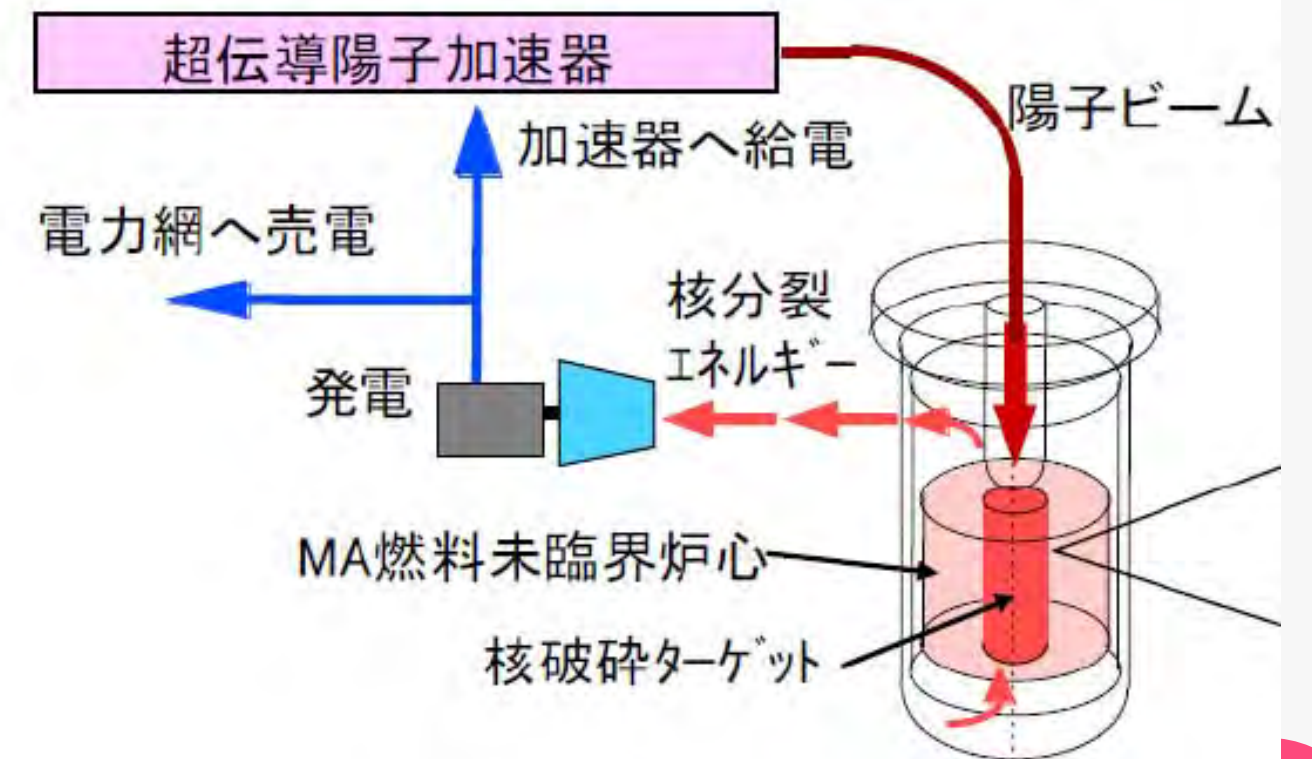 超伝導陽子加速器
陽子ビーム
加速器へ給電
電力網へ売電
核分裂
エネルギー
発電
MA燃料未臨界炉心
核破砕ターゲット